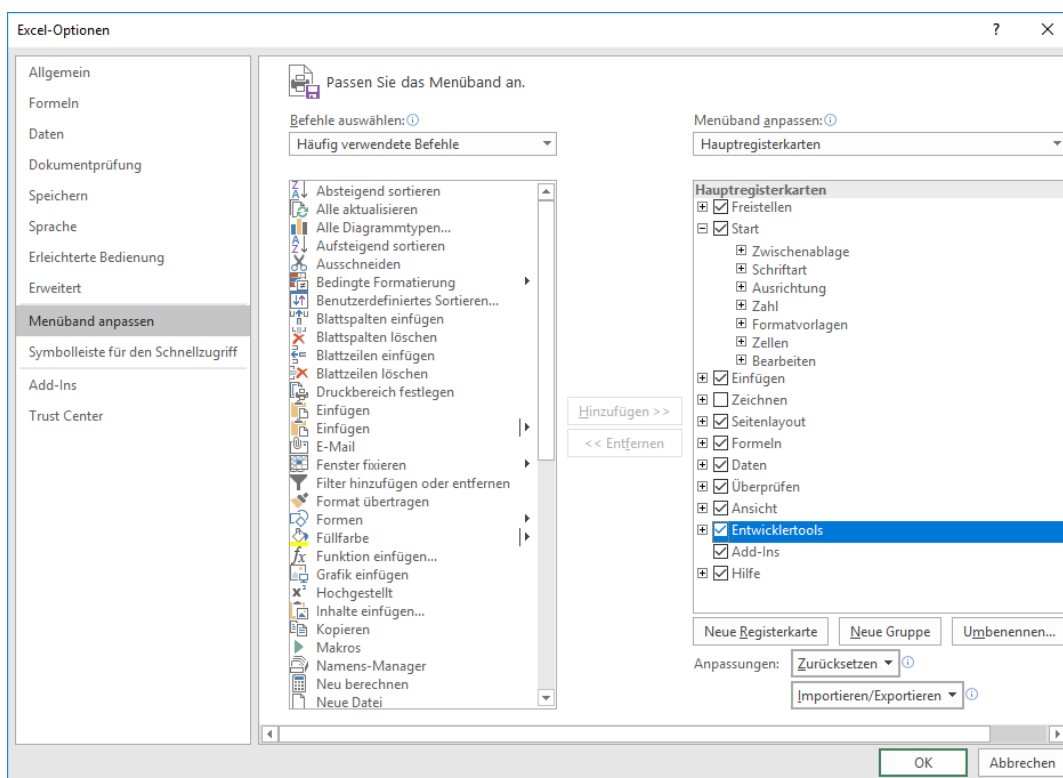 Excel-Optionen
?
Allgemein
Formeln
Daten
Dokumentprüfung
Speichern
Sprache
Erleichterte Bedienung
Erweitert
Menüband anpassen
Symbolleiste für den Schnellzugriff
Add-Ins
Trust Center
Passen Sie das Menüband an.
Befehle auswählen:
Häufig verwendete Befehle
Absteigend sortieren
Alle aktualisieren
Alle Diagrammtypen...
Aufsteigend sortieren
Ausschneiden
Bedingte Formatierung
Benutzerdefiniertes Sortieren...
Blattspalten einfügen
Blattspalten löschen
Blattzeilen einfügen
Blattzeilen löschen
Druckbereich festlegen
Einfügen
Einfügen
E-Mail
Fenster fixieren
Filter hinzufügen oder entfernen
Format übertragen
Formen
Füllfarbe
Funktion einfügen...
Grafik einfügen
Hochgestellt
Inhalte einfügen...
Kopieren
Makros
Namens-Manager
Neu berechnen
Neue Datei
Hinzufügen >>
<< Entfernen
Menüband anpassen:
Hauptregisterkarten
Hauptregisterkarten
Freistellen
Start
Zwischenablage
Schriftart
Ausrichtung
Zahl
Formatvorlagen
Zellen
Bearbeiten
Einfügen
Zeichnen
Seitenlayout
Formeln
Daten
Überprüfen
Ansicht
Entwicklertools
Add-Ins
Hilfe
Neue Registerkarte
Neue Gruppe
Umbenennen...
Anpassungen:
Zurücksetzen
Importieren/Exportieren
OK
Abbrechen